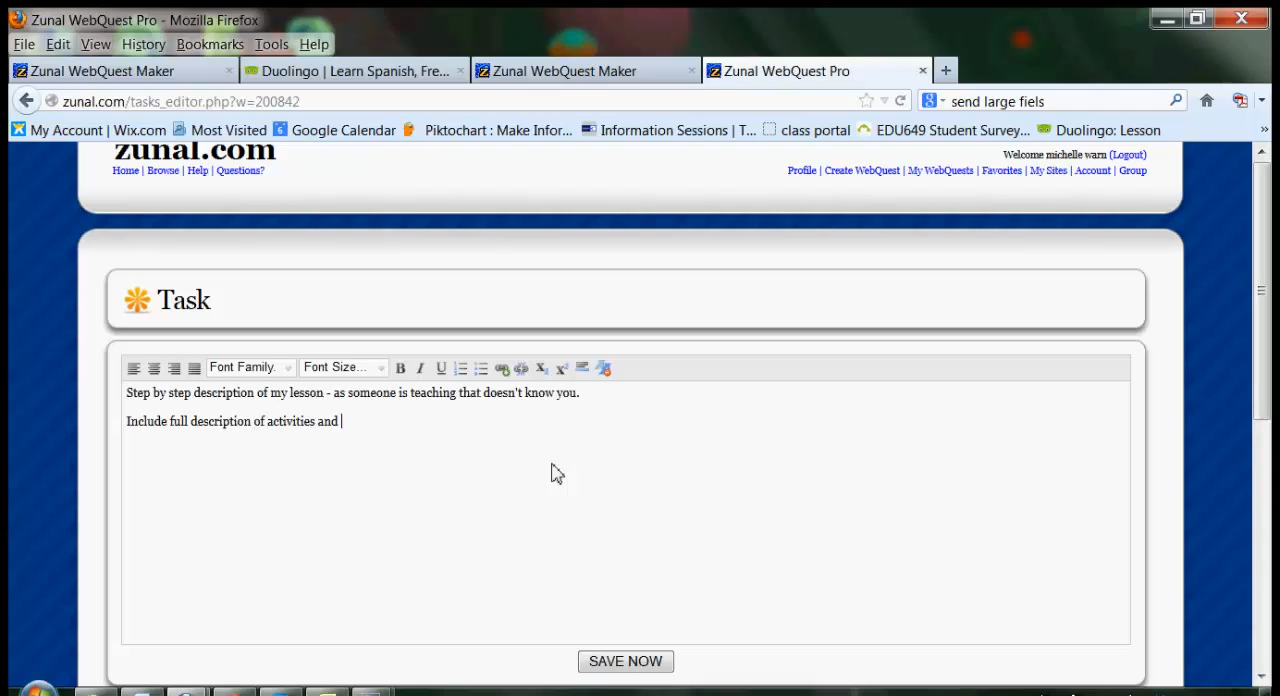 Zunal WebQuest Pro - Mozilla Firefox
File Edit View History Bookmarks Tools Help
Zunal WebQuest Maker
Duolingo | Learn Spanish, Fre...
Zunal WebQuest Maker
Zunal WebQuest Pro
zunal.com/tasks_editor.php?w=200842
send large fiels
My Account | Wix.com
Most Visited
Google Calendar
Piktochart : Make Infor...
Information Sessions | T...
class portal
EDU649 Student Survey...
Duolingo: Lesson
zunal.com
Welcome michelle warn (Logout)
Home | Browse | Help | Questions?
Profile | Create WebQuest | My WebQuests | Favorites | My Sites | Account | Group
Task
Font Family.
Font Size...
B I U
Step by step description of my lesson - as someone is teaching that doesn't know you.
Include full description of activities and
SAVE NOW